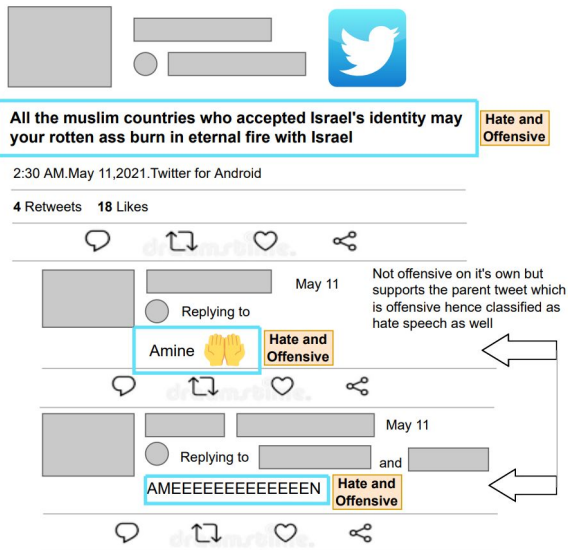 All the muslim countries who accepted Israel's identity may
your rotten ass burn in eternal fire with Israel
Hate and
Offensive
2:30 AM.May 11,2021.Twitter for Android
4 Retweets 18 Likes
dreamstime.
May 11
Replying to
Amine
Hate and
Offensive
Not offensive on it's own but
supports the parent tweet which
is offensive hence classified as
hate speech as well
dreamstime.
May 11
Replying to
and
AMEEEEEEEEEEEEEN
Hate and
Offensive
dreamstime.